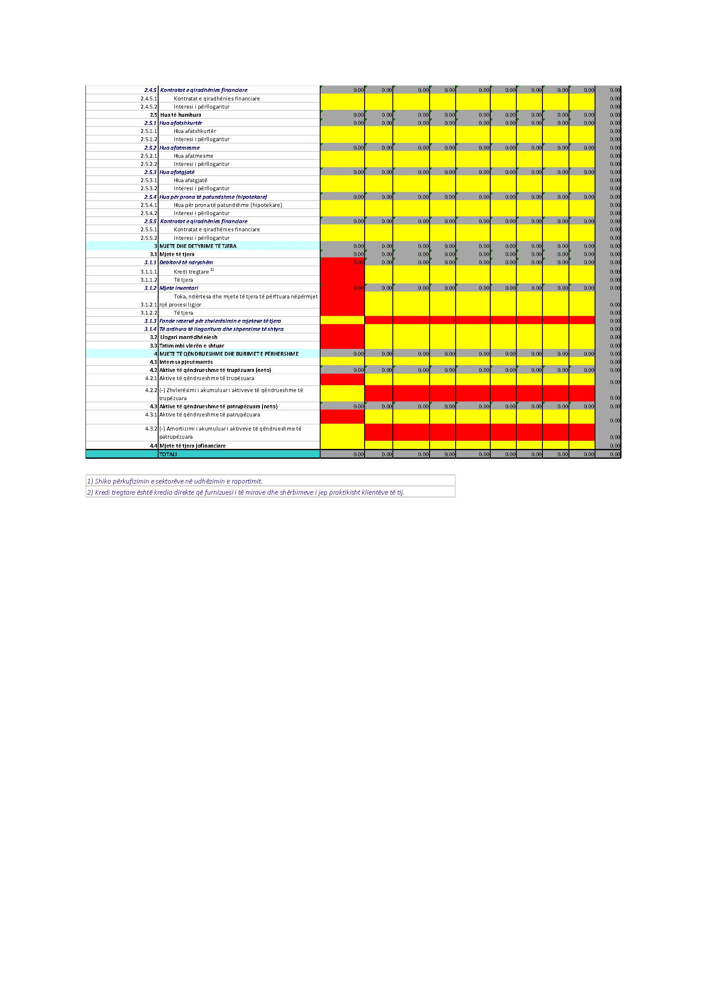 2.4.5 Kontratat e qiradhënies financiare 0.00 0.00 0.00 0.00 0.00 0.00 0.00 0.00 0.00 0.00
2.4.5.1 Kontratat e qiradhënies financiare 0.00
2.4.5.2 Interesi i përllogaritur 0.00
2.5 Hua të humbura 0.00 0.00 0.00 0.00 0.00 0.00 0.00 0.00 0.00 0.00
2.5.1 Hua afatshkurtër 0.00 0.00 0.00 0.00 0.00 0.00 0.00 0.00 0.00 0.00
2.5.1.1 Hua afatshkurtër 0.00
2.5.1.2 Interesi i përllogaritur 0.00
2.5.2 Hua afatmesme 0.00 0.00 0.00 0.00 0.00 0.00 0.00 0.00 0.00 0.00
2.5.2.1 Hua afatmesme 0.00
2.5.2.2 Interesi i përllogaritur 0.00
2.5.3 Hua afatgjatë 0.00 0.00 0.00 0.00 0.00 0.00 0.00 0.00 0.00 0.00
2.5.3.1 Hua afatgjatë 0.00
2.5.3.2 Interesi i përllogaritur 0.00
2.5.4 Hua për prona të patundshme (hipotekare) 0.00 0.00 0.00 0.00 0.00 0.00 0.00 0.00 0.00 0.00
2.5.4.1 Hua për prona të patundshme (hipotekare) 0.00
2.5.4.2 Interesi i përllogaritur 0.00
2.5.5 Kontratat e qiradhënies financiare 0.00 0.00 0.00 0.00 0.00 0.00 0.00 0.00 0.00 0.00
2.5.5.1 Kontratat e qiradhënies financiare 0.00
2.5.5.2 Interesi i përllogaritur 0.00
3 MJETE DHE DETYRIME TË TJERA 0.00 0.00 0.00 0.00 0.00 0.00 0.00 0.00 0.00 0.00
3.1 Mjete të tjera 0.00 0.00 0.00 0.00 0.00 0.00 0.00 0.00 0.00 0.00
3.1.1 Debitorë të ndryshëm 0.00 0.00 0.00 0.00 0.00 0.00 0.00 0.00 0.00 0.00
3.1.1.1 Kredi tregtare 2) 0.00
3.1.1.2 Të tjera 0.00
3.1.2 Mjete inventari 0.00 0.00 0.00 0.00 0.00 0.00 0.00 0.00 0.00 0.00
Toka, ndërtesa dhe mjete të tjera të përftuara nëpërmjet
3.1.2.1 një procesi ligjor 0.00
3.1.2.2 Të tjera 0.00
3.1.3 Fonde rezervë për zhvlerësimin e mjeteve të tjera 0.00
3.1.4 Të ardhura të llogaritura dhe shpenzime të shtyra 0.00
3.2 Llogari marrëdhëniesh 0.00
3.3 Tatim mbi vlerën e shtuar 0.00
4 MJETE TË QËNDRUESHME DHE BURIMET E PËRHERSHME 0.00 0.00 0.00 0.00 0.00 0.00 0.00 0.00 0.00 0.00
4.1 Interesa pjesëmarrës 0.00
4.2 Aktive të qëndrueshme të trupëzuara (neto) 0.00 0.00 0.00 0.00 0.00 0.00 0.00 0.00 0.00 0.00
4.2.1 Aktive të qëndrueshme të trupëzuara 0.00
4.2.2 (-) Zhvlerësimi i akumuluar i aktiveve të qëndrueshme të
trupëzuara 0.00
4.3 Aktive të qëndrueshme të patrupëzuara (neto) 0.00 0.00 0.00 0.00 0.00 0.00 0.00 0.00 0.00 0.00
4.3.1 Aktive të qëndrueshme të patrupëzuara 0.00
4.3.2 (-) Amortizimi i akumuluar i aktiveve të qëndrueshme të
patrupëzuara 0.00
4.4 Mjete të tjera jofinanciare 0.00
TOTALI 0.00 0.00 0.00 0.00 0.00 0.00 0.00 0.00 0.00 0.00
1) Shiko përkufizimin e sektorëve në udhëzimin e raportimit.
2) Kredi tregtare është kredia direkte që furnizuesi i të mirave dhe shërbimeve i jep praktikisht klientëve të tij.